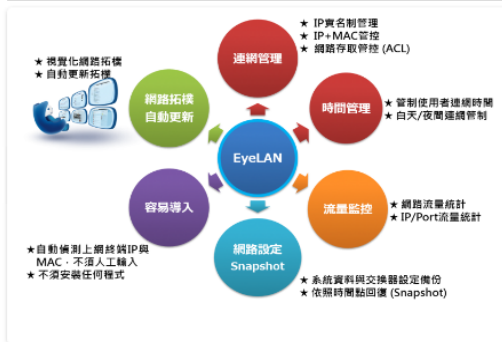 ★ IP實名制管理
★ IP+MAC管控
★ 網路存取管控 (ACL)
連網管理
★ 視覺化網路拓樸
★ 自動更新拓樸
網路拓樸
自動更新
時間管理
★ 管制使用者連網時間
★ 白天/夜間連網管制
EyeLAN
容易導入
流量監控
★ 網路流量統計
★ IP/Port流量統計
★自動偵測上網終端IP與
MAC，不須人工輸入
★ 不須安裝任何程式
網路設定
Snapshot
★ 系統資料與交換器設定備份
★ 依照時間點回復 (Snapshot)